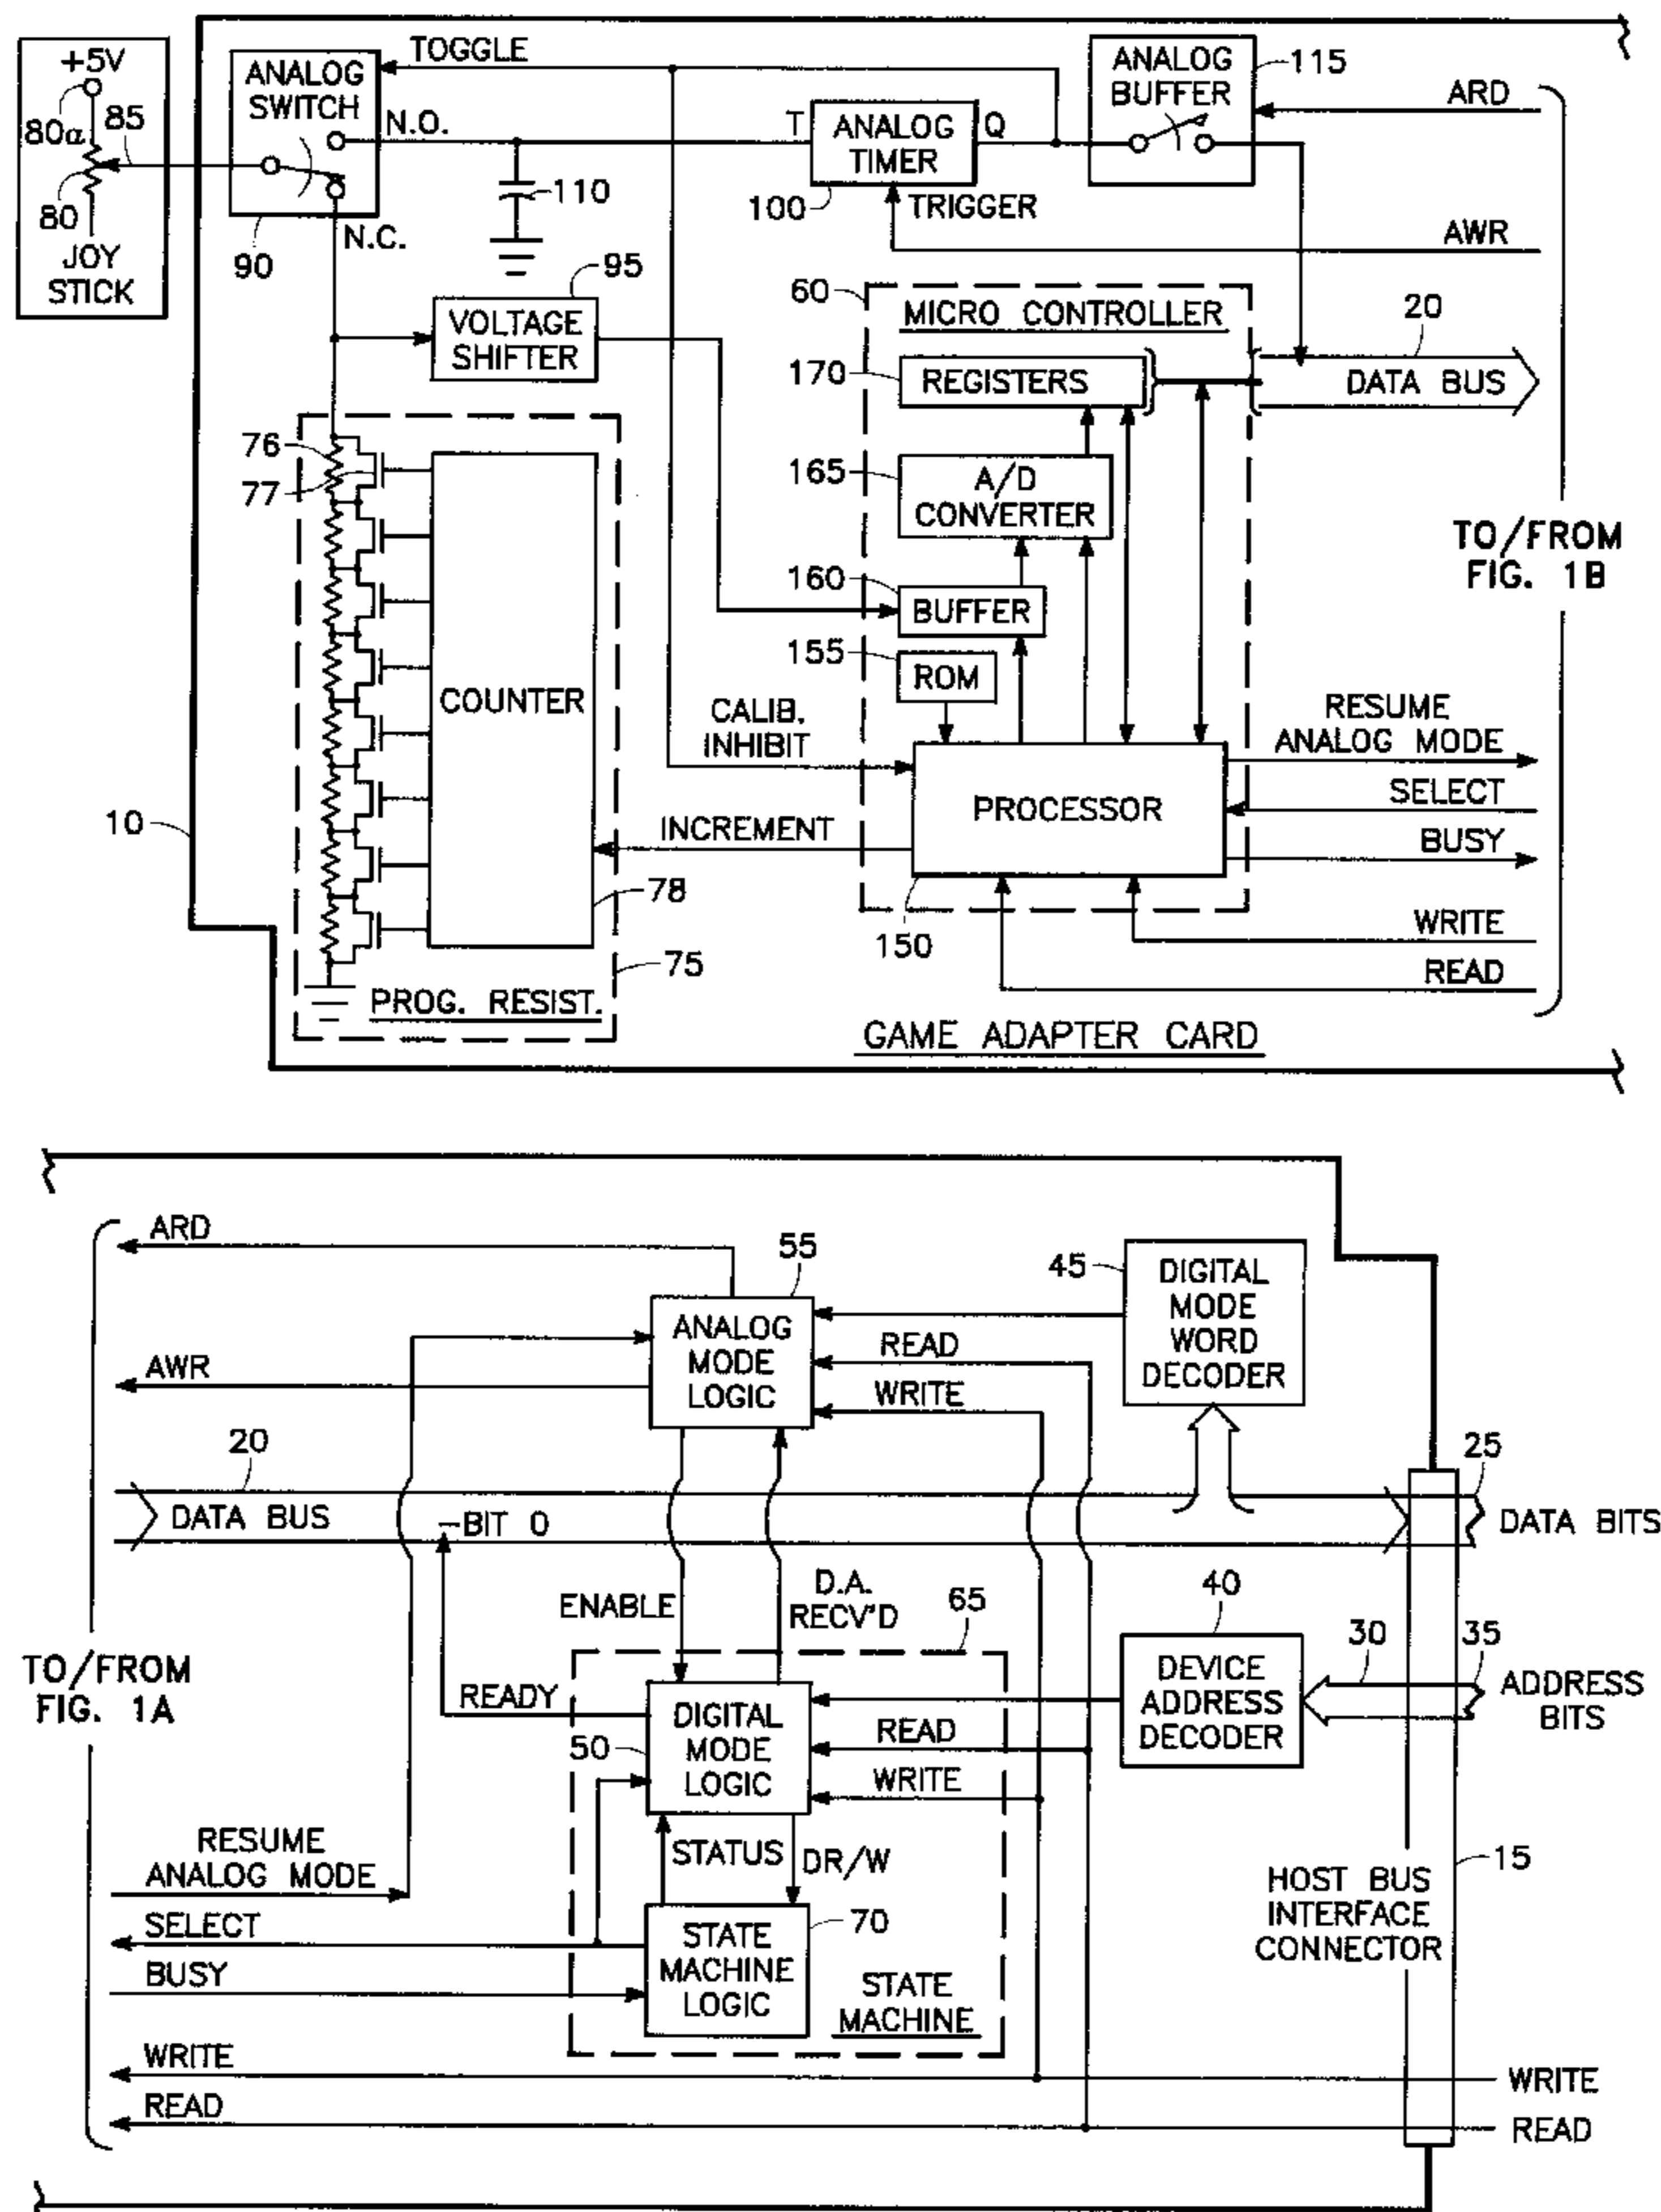 +5V
80a
85
80
JOY
STICK
ANALOG
SWITCH
90
N.O.
N.C.
TOGGLE
110
T
ANALOG
TIMER
Q
100
TRIGGER
ANALOG
BUFFER
115
ARD
AWR
95
VOLTAGE
SHIFTER
60
MICRO CONTROLLER
20
170
REGISTERS
DATA BUS
76
77
165
A/D
CONVERTER
TO/FROM
FIG. 1B
160
BUFFER
155
ROM
COUNTER
CALIB.
INHIBIT
RESUME
ANALOG MODE
PROCESSOR
SELECT
10
INCREMENT
BUSY
78
150
WRITE
75
READ
PROG. RESIST.
GAME ADAPTER CARD
ARD
55
45
DIGITAL
MODE
WORD
DECODER
ANALOG
MODE
LOGIC
READ
AWR
WRITE
20
25
DATA BUS
BIT 0
DATA BITS
ENABLE
D.A.
RECV'D
65
40
30
35
TO/FROM
FIG. 1A
READY
DIGITAL
MODE
LOGIC
50
READ
WRITE
DEVICE
ADDRESS
DECODER
ADDRESS
BITS
RESUME
ANALOG MODE
STATUS
DR/W
15
HOST BUS
INTERFACE
CONNECTOR
SELECT
STATE
MACHINE
LOGIC
70
BUSY
STATE
MACHINE
WRITE
WRITE
READ
READ